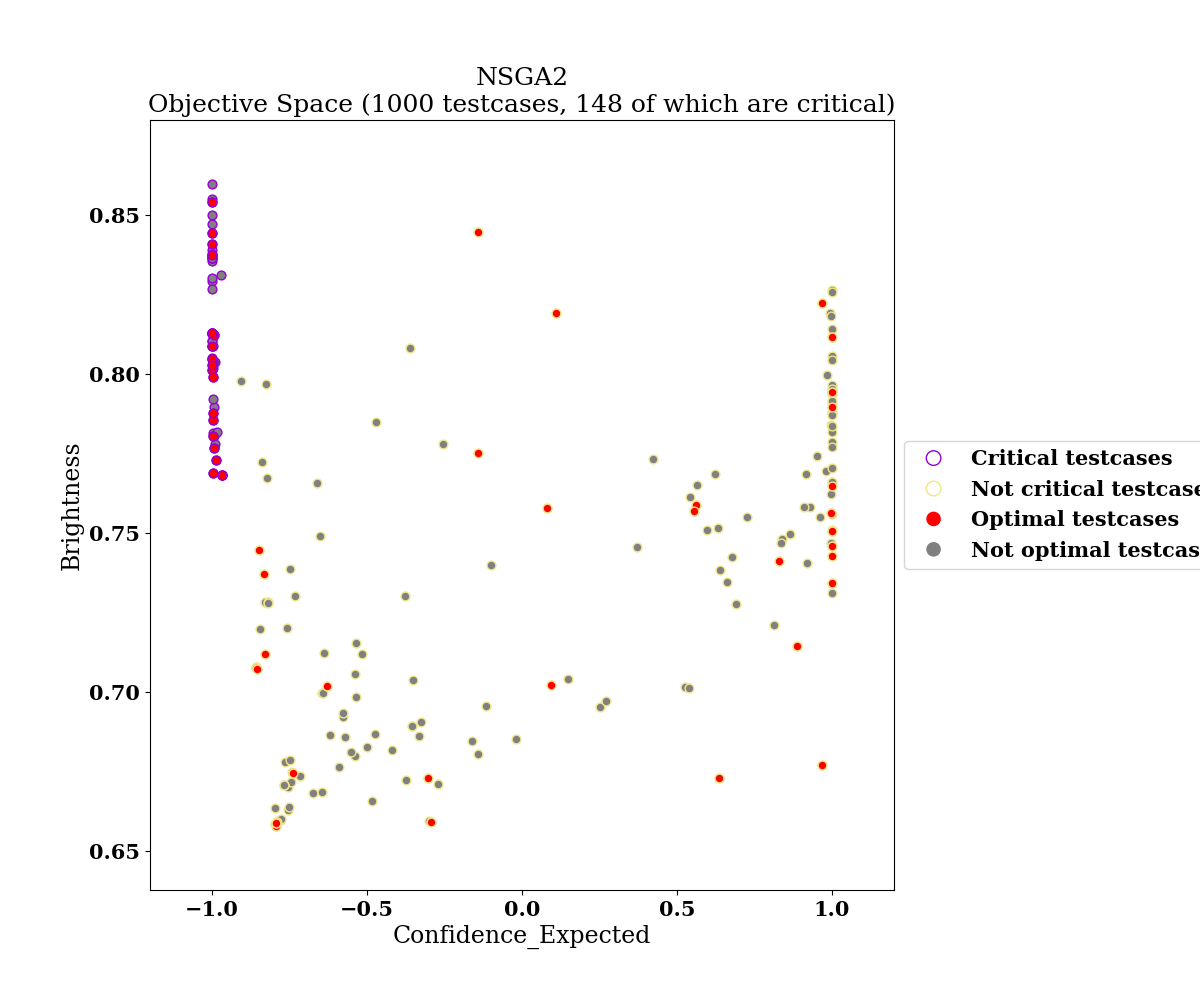 NSGA2
Objective Space (1000 testcases, 148 of which are critical)
0.85
0.80
0.75
0.70
0.65
Brightness
−1.0
−0.5
0.0
0.5
1.0
Confidence_Expected
Critical testcases
Not critical testcase
Optimal testcases
Not optimal testcas